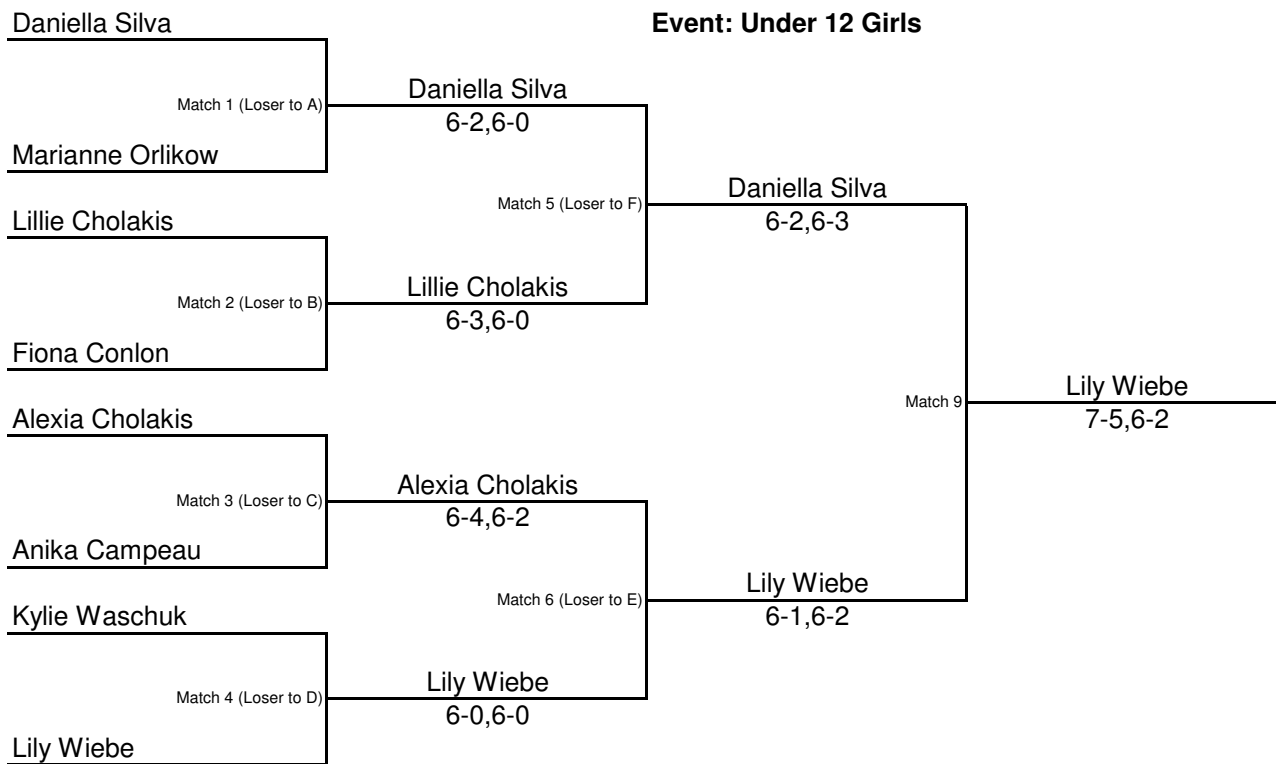 Daniella Silva
Event: Under 12 Girls
Daniella Silva
Match 1 (Loser to A)
6-2,6-0
Marianne Orlikow
Daniella Silva
Match 5 (Loser to F)
6-2,6-3
Lillie Cholakis
Lillie Cholakis
Match 2 (Loser to B)
6-3,6-0
Fiona Conlon
Lily Wiebe
Match 9
7-5,6-2
Alexia Cholakis
Alexia Cholakis
Match 3 (Loser to C)
6-4,6-2
Anika Campeau
Lily Wiebe
Match 6 (Loser to E)
6-1,6-2
Kylie Waschuk
Lily Wiebe
Match 4 (Loser to D)
6-0,6-0
Lily Wiebe